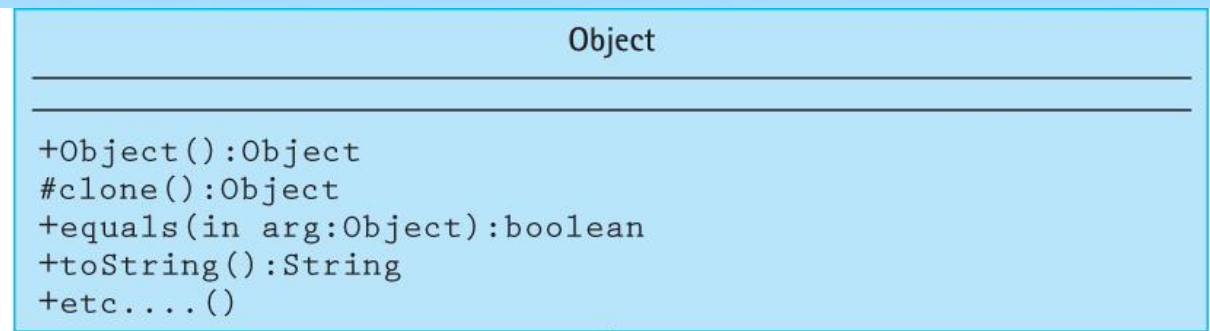 Object
+Object():Object
#clone():Object
+equals(in arg:Object):boolean
+toString():String
+etc....()